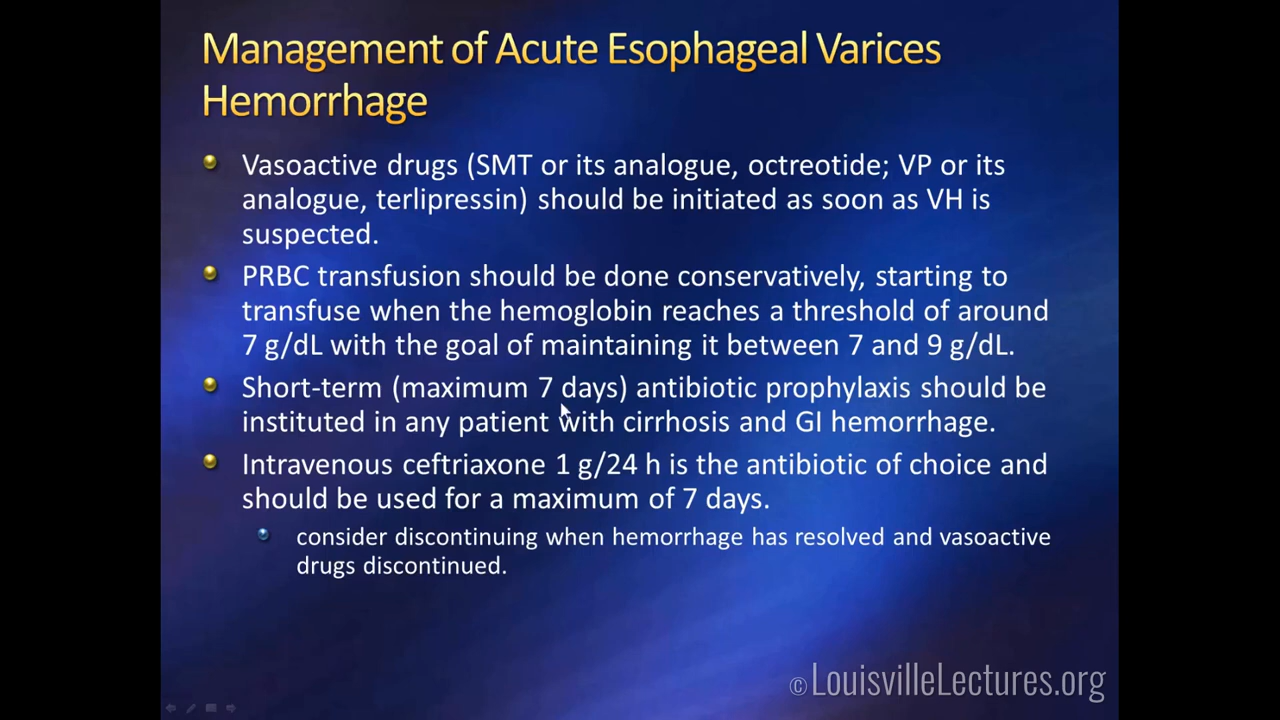 Management of Acute Esophageal Varices
Hemorrhage
Vasoactive drugs (SMT or its analogue, octreotide; VP or its
analogue, terlipressin) should be initiated as soon as VH is
suspected.
PRBC transfusion should be done conservatively, starting to
transfuse when the hemoglobin reaches a threshold of around
7 g/dL with the goal of maintaining it between 7 and 9 g/dL.
Short-term (maximum 7 days) antibiotic prophylaxis should be
instituted in any patient with cirrhosis and GI hemorrhage.
Intravenous ceftriaxone 1 g/24 h is the antibiotic of choice and
should be used for a maximum of 7 days.
consider discontinuing when hemorrhage has resolved and vasoactive
drugs discontinued.
© LouisvilleLectures.org